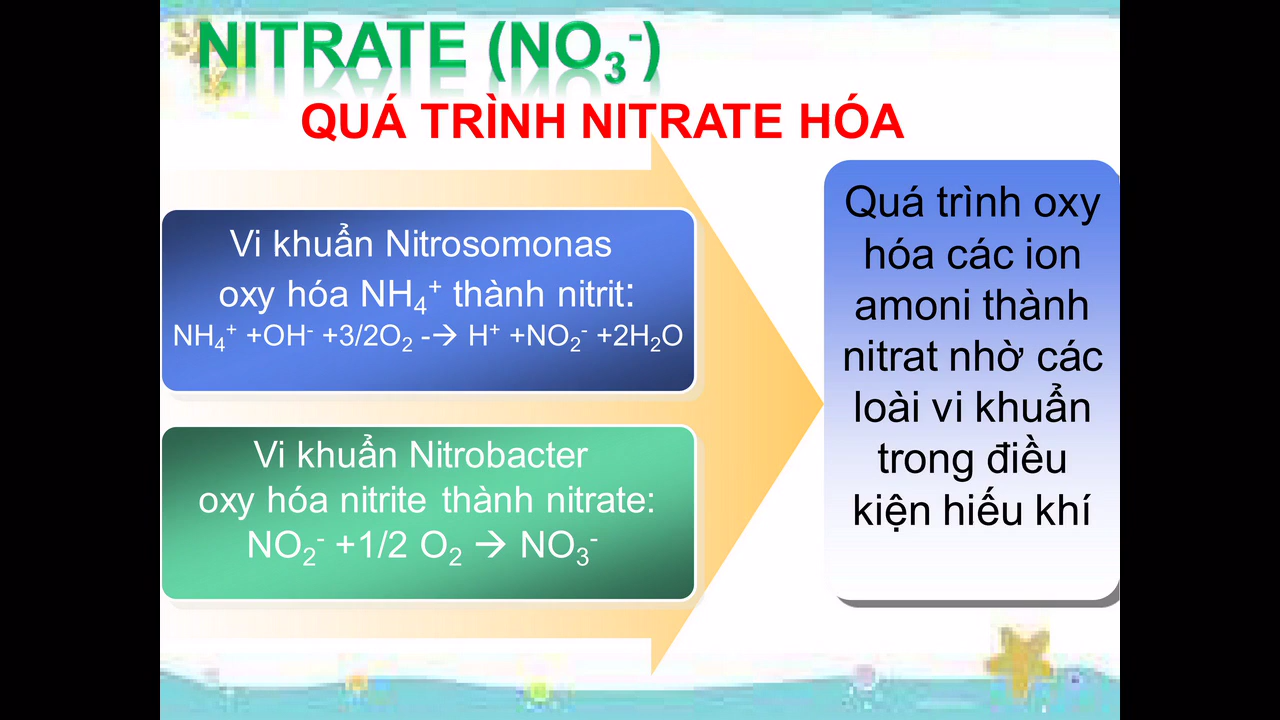 NITRATE (NO₃⁻)
QUÁ TRÌNH NITRATE HÓA
Vi khuẩn Nitrosomonas
oxy hóa NH₄⁺ thành nitrit:
NH₄⁺ +OH⁻ +3/2O₂ -→ H⁺ +NO₂⁻ +2H₂O
Vi khuẩn Nitrobacter
oxy hóa nitrite thành nitrate:
NO₂⁻ +1/2 O₂ → NO₃⁻
Quá trình oxy
hóa các ion
amoni thành
nitrat nhờ các
loài vi khuẩn
trong điều
kiện hiếu khí